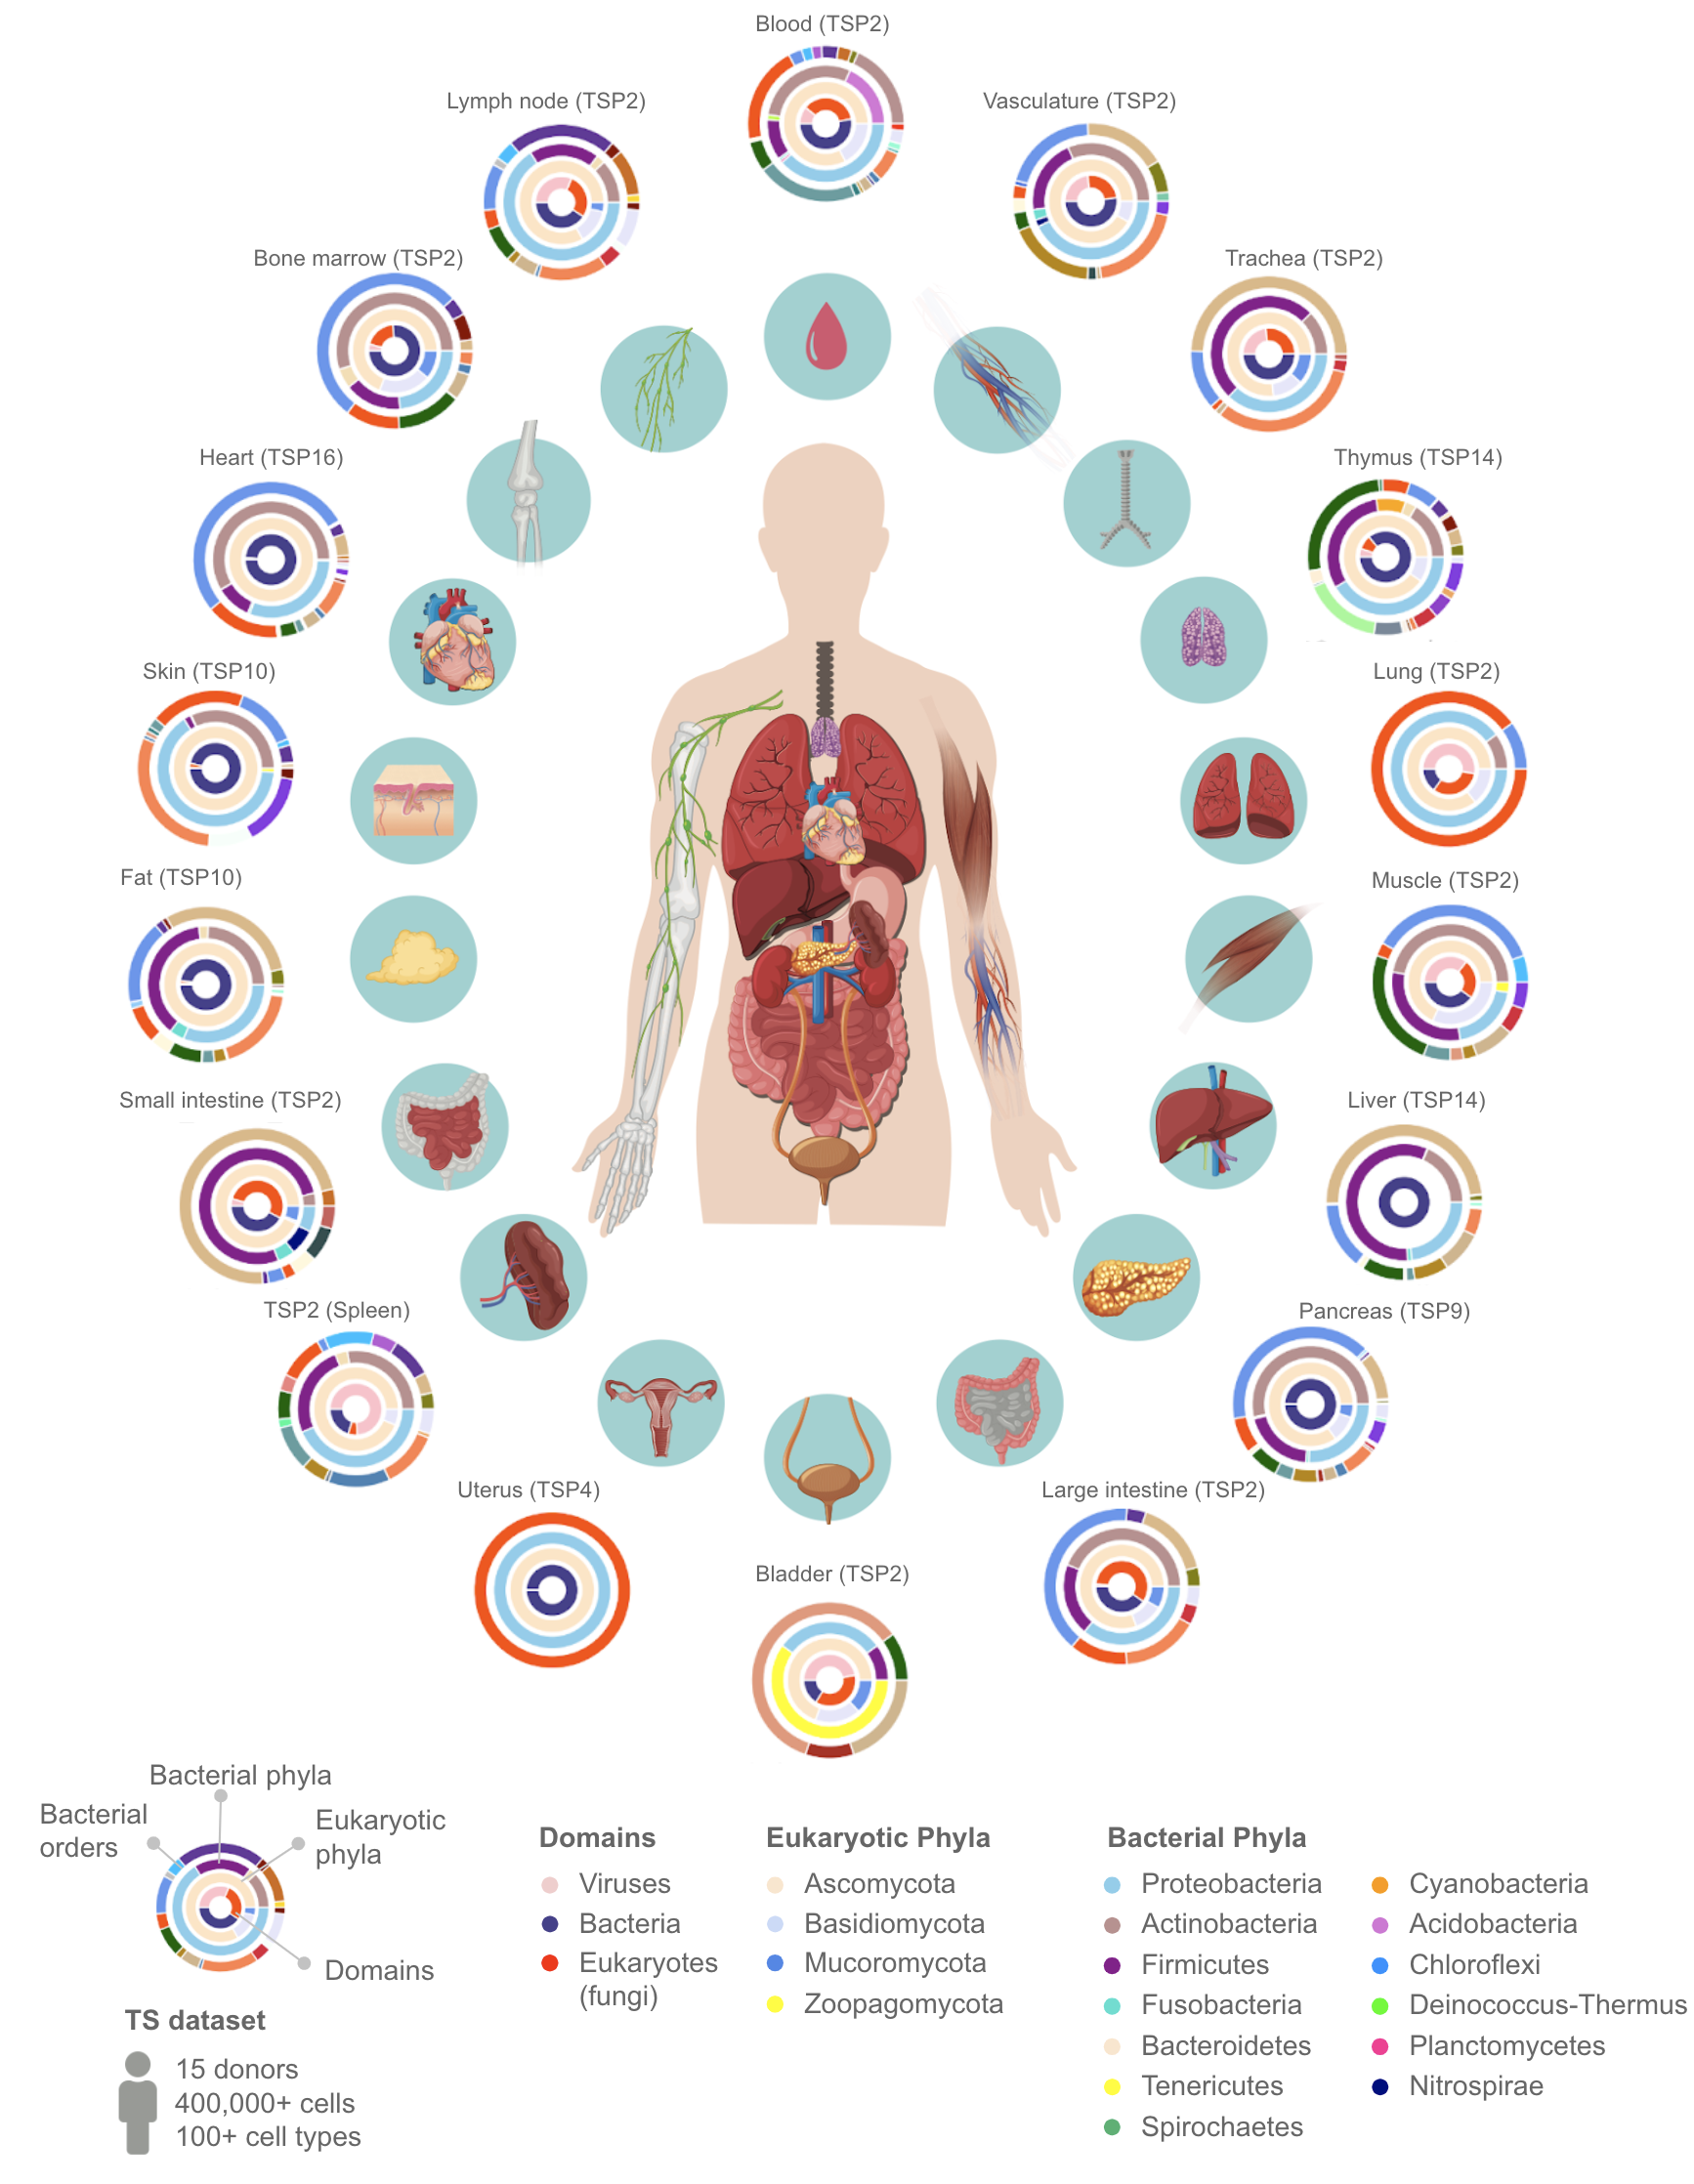 Blood (TSP2)
Lymph node (TSP2)
Vasculature (TSP2)
Bone marrow (TSP2)
Trachea (TSP2)
Heart (TSP16)
Thymus (TSP14)
Skin (TSP10)
Lung (TSP2)
Fat (TSP10)
Muscle (TSP2)
Small intestine (TSP2)
Liver (TSP14)
TSP2 (Spleen)
Pancreas (TSP9)
Uterus (TSP4)
Large intestine (TSP2)
Bladder (TSP2)
Bacterial phyla
Bacterial
orders
Eukaryotic
phyla
Domains
TS dataset
15 donors
400,000+ cells
100+ cell types
Domains
Viruses
Bacteria
Eukaryotes
(fungi)
Eukaryotic Phyla
Ascomycota
Basidiomycota
Mucoromycota
Zoopagomycota
Bacterial Phyla
Proteobacteria
Actinobacteria
Firmicutes
Fusobacteria
Bacteroidetes
Tenericutes
Spirochaetes
Cyanobacteria
Acidobacteria
Chloroflexi
Deinococcus-Thermus
Planctomycetes
Nitrospirae